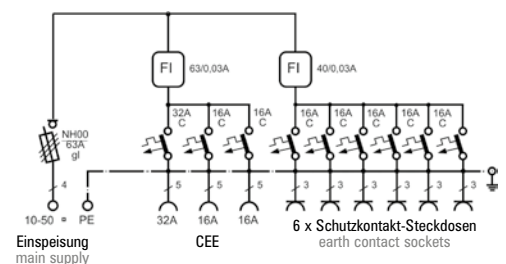 FI 63/0,03A FI 40/0,03A
32A 16A 16A 16A 16A 16A 16A 16A 16A
C C C C C C C C C
NH00
63A
gl
4 5 5 5 3 3 3 3 3 3
10-50 PE 32A 16A 16A
6 x Schutzkontakt-Steckdosen
Einspeisung CEE earth contact sockets
main supply